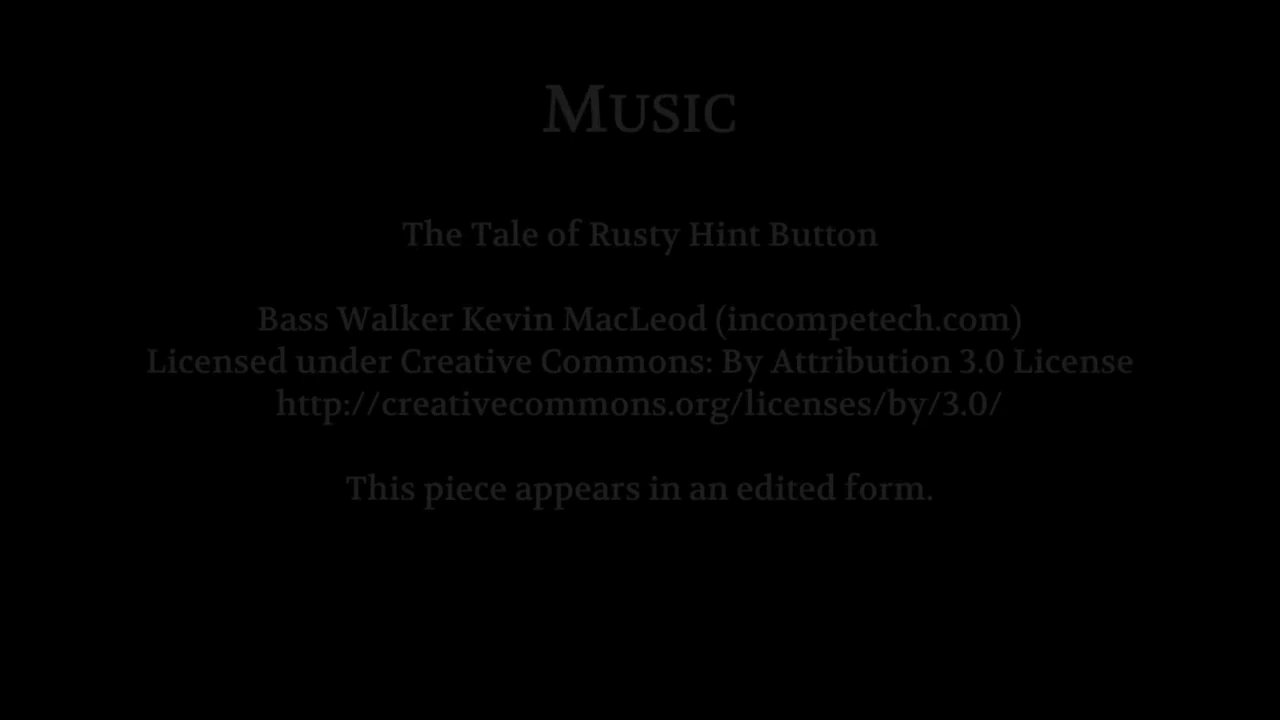 Music
The Tale of Rusty Hint Button
Bass Walker Kevin MacLeod (incompetech.com)
Licensed under Creative Commons: By Attribution 3.0 License
http://creativecommons.org/licenses/by/3.0/
This piece appears in an edited form.